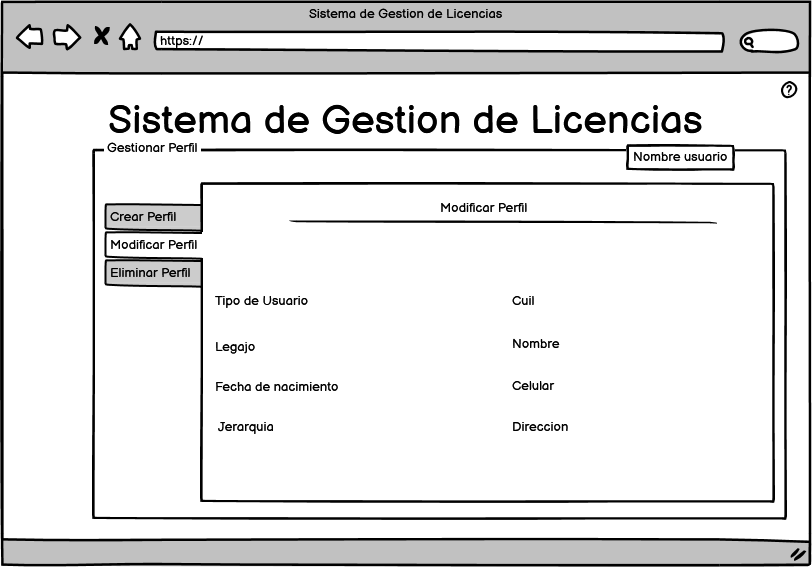 Sistema de Gestion de Licencias
https://
?
Sistema de Gestion de Licencias
Gestionar Perfil
Nombre usuario
Crear Perfil
Modificar Perfil
Eliminar Perfil
Modificar Perfil
Tipo de Usuario
Cuil
Legajo
Nombre
Fecha de nacimiento
Celular
Jerarquia
Direccion